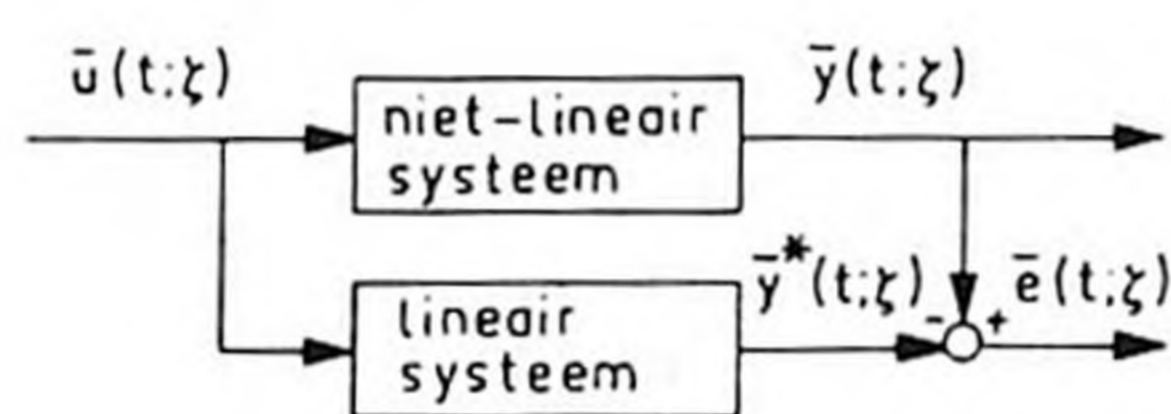 ū(t;ζ)
ȳ(t;ζ)
niet-lineair
systeem
ȳ*(t;ζ)
- +
ē(t;ζ)
lineair
systeem